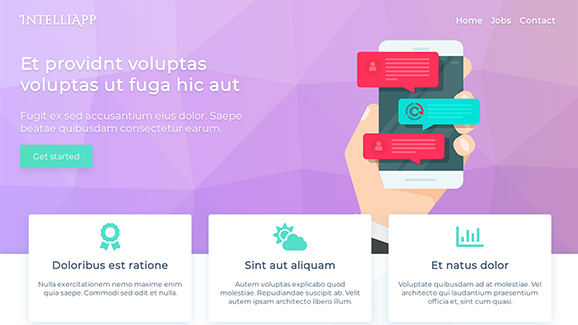 INTELLIAPP
Home Jobs Contact
Et providnt voluptas
voluptas ut fuga hic aut
Fugit ex sed accusantium eius dolor. Saepe
beatae quibusdam consectetur earum.
Get started
Doloribus est ratione
Nulla exercitationem nemo maxime enim
quia saepe. Commodi sed odit et nulla.
Sint aut aliquam
Autem voluptas explicabo quod
molestiae. Repudiandae suscipit ab. Velit
autem ipsam architecto libero illum.
Et natus dolor
Voluptate quibusdam ad at molestiae. Vel
architecto qui laudantium praesentium
officia et, sint cum quasi.